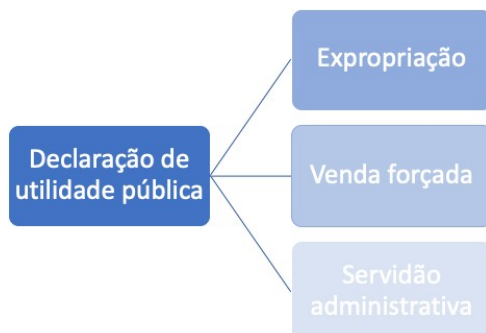 Expropriação
Declaração de
utilidade pública
Venda forçada
Servidão
administrativa